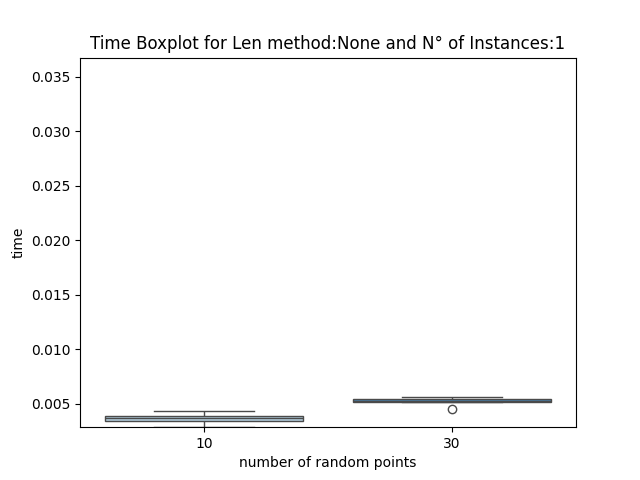 Time Boxplot for Len method:None and N° of Instances:1
0.035
0.030
0.025
0.020
0.015
0.010
0.005
time
10 30
number of random points